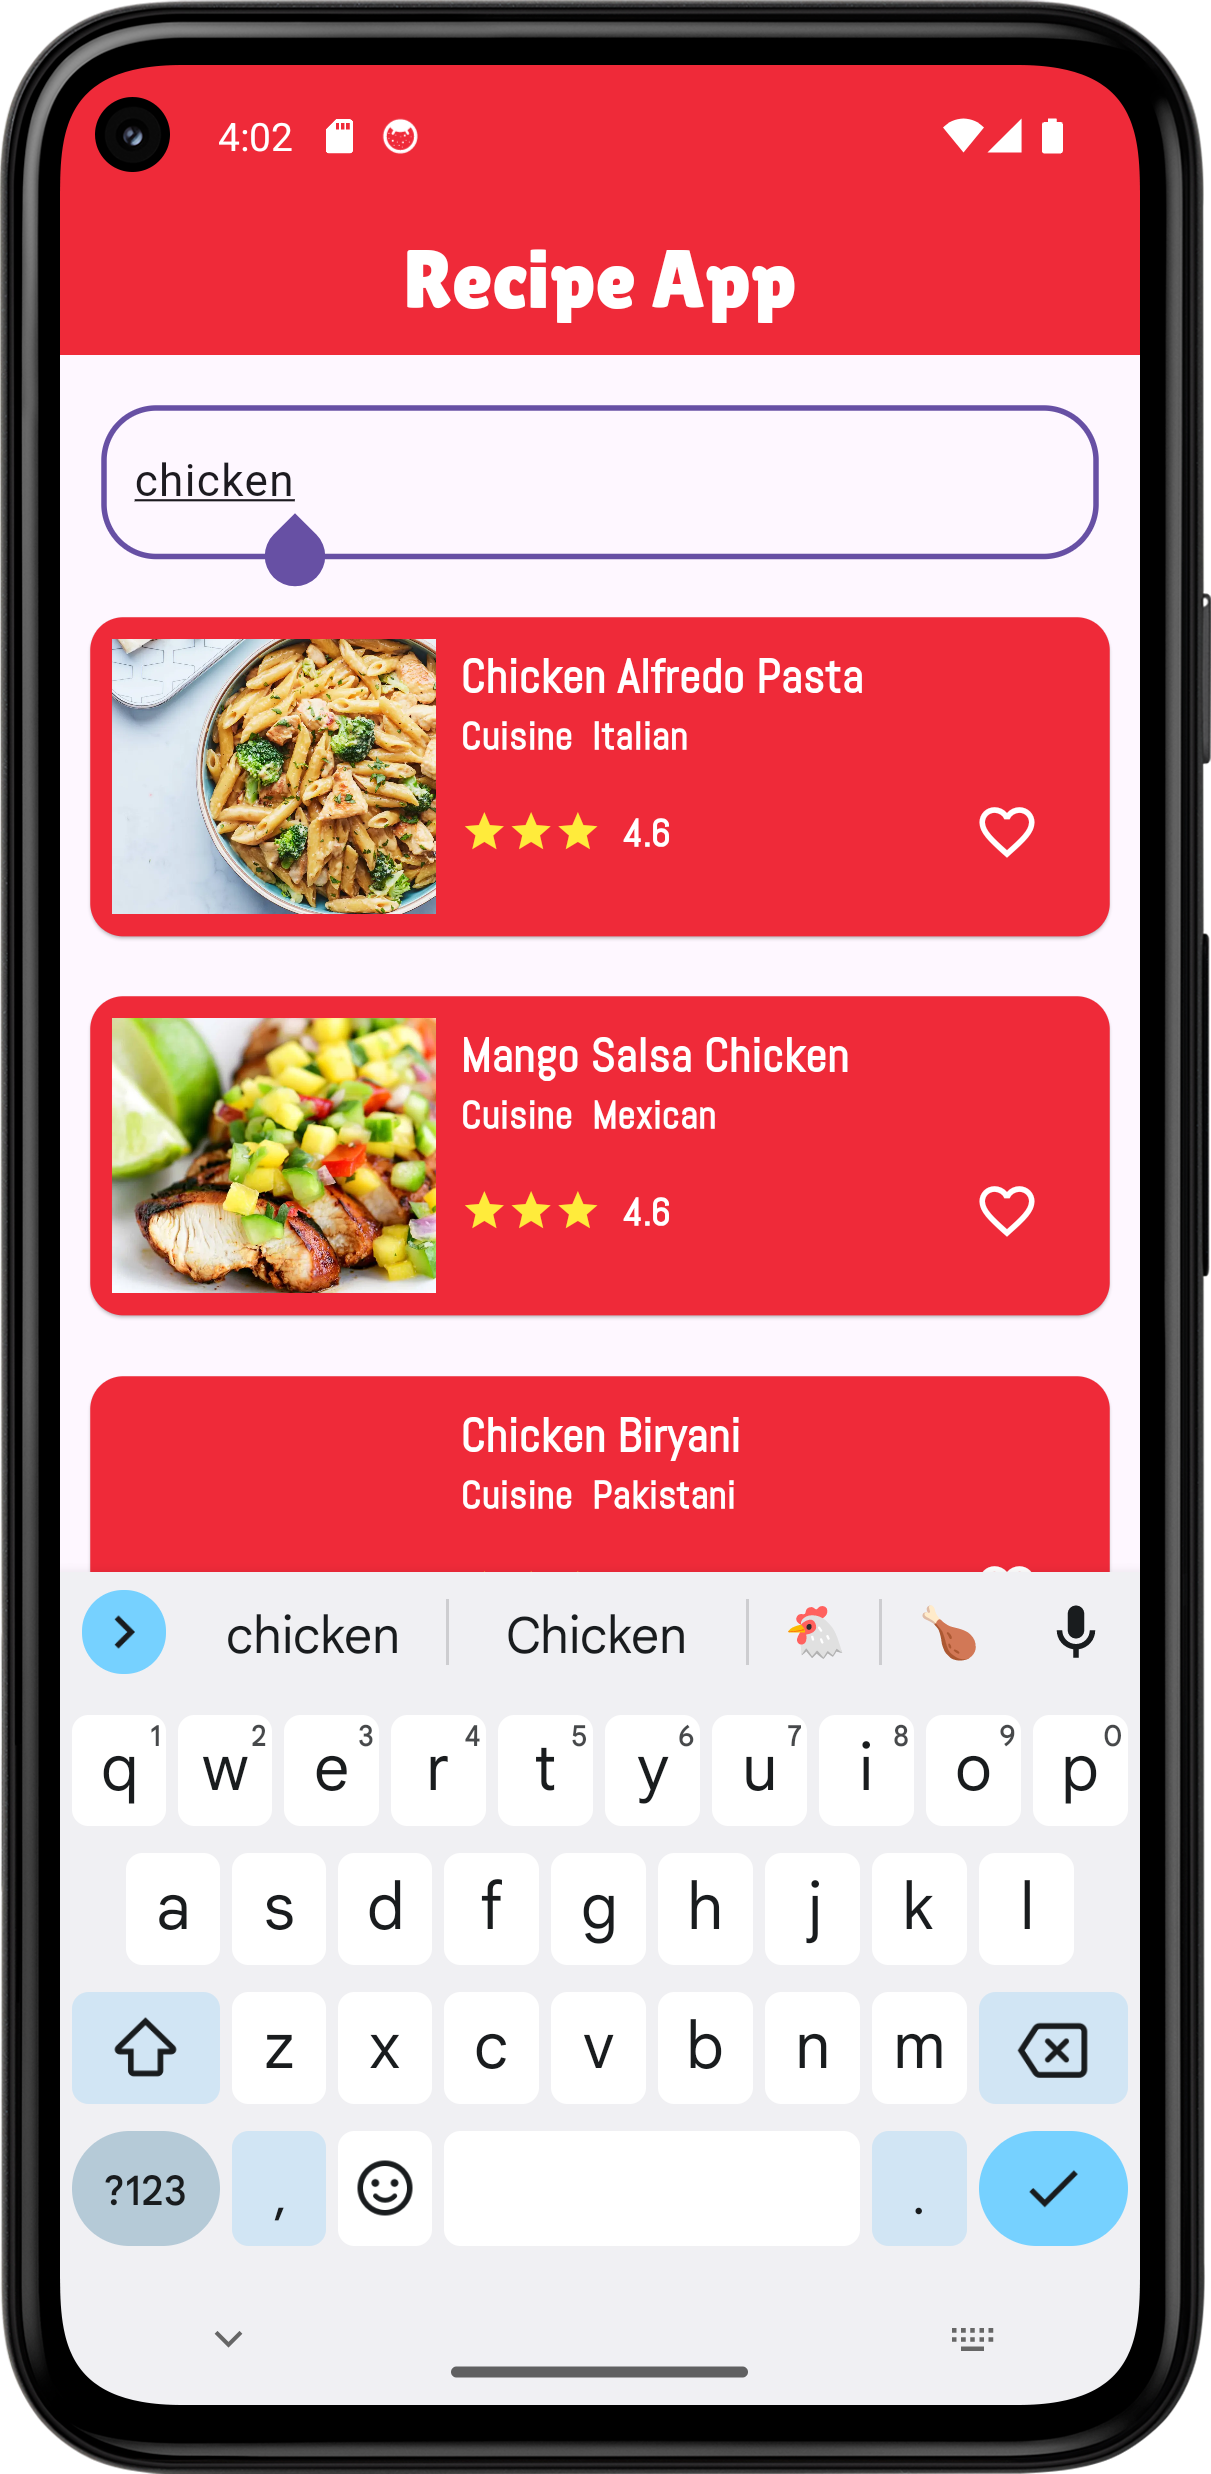 4:02
Recipe App
chicken
Chicken Alfredo Pasta
Cuisine Italian
4.6
Mango Salsa Chicken
Cuisine Mexican
4.6
Chicken Biryani
Cuisine Pakistani
chicken Chicken
q 1 w 2 e 3 r 4 t 5 y 6 u 7 i 8 o 9 p 0
a s d f g h j k l
z x c v b n m
?123 , .